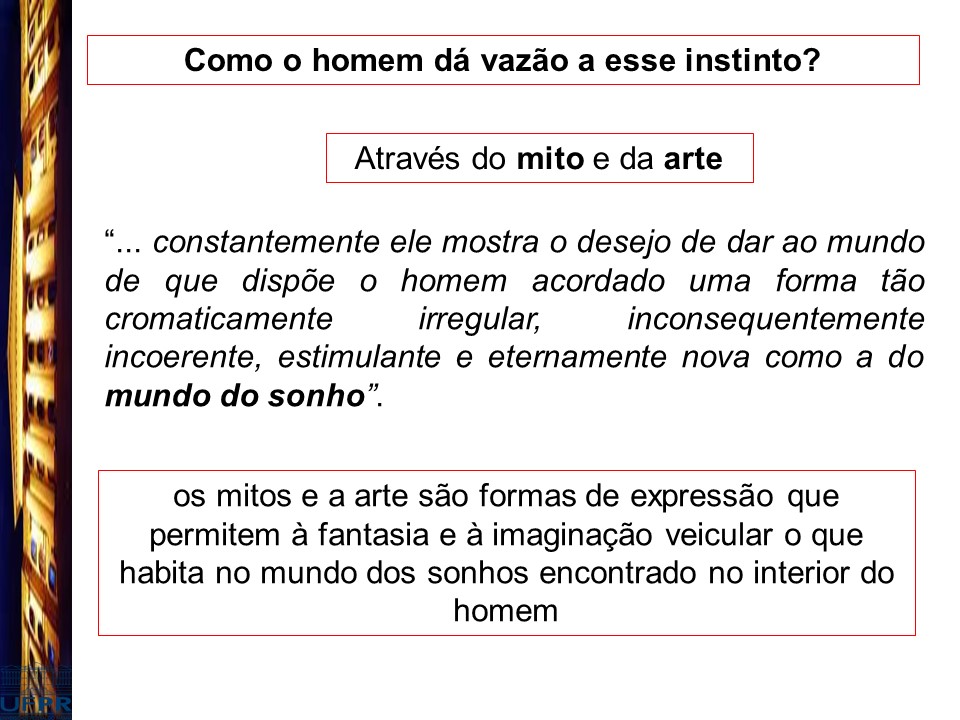 Como o homem dá vazão a esse instinto?
Através do mito e da arte
“... constantemente ele mostra o desejo de dar ao mundo
de que dispõe o homem acordado uma forma tão
cromaticamente irregular, inconsequentemente
incoerente, estimulante e eternamente nova como a do
mundo do sonho”.
os mitos e a arte são formas de expressão que
permitem à fantasia e à imaginação veicular o que
habita no mundo dos sonhos encontrado no interior do
homem
UFPR